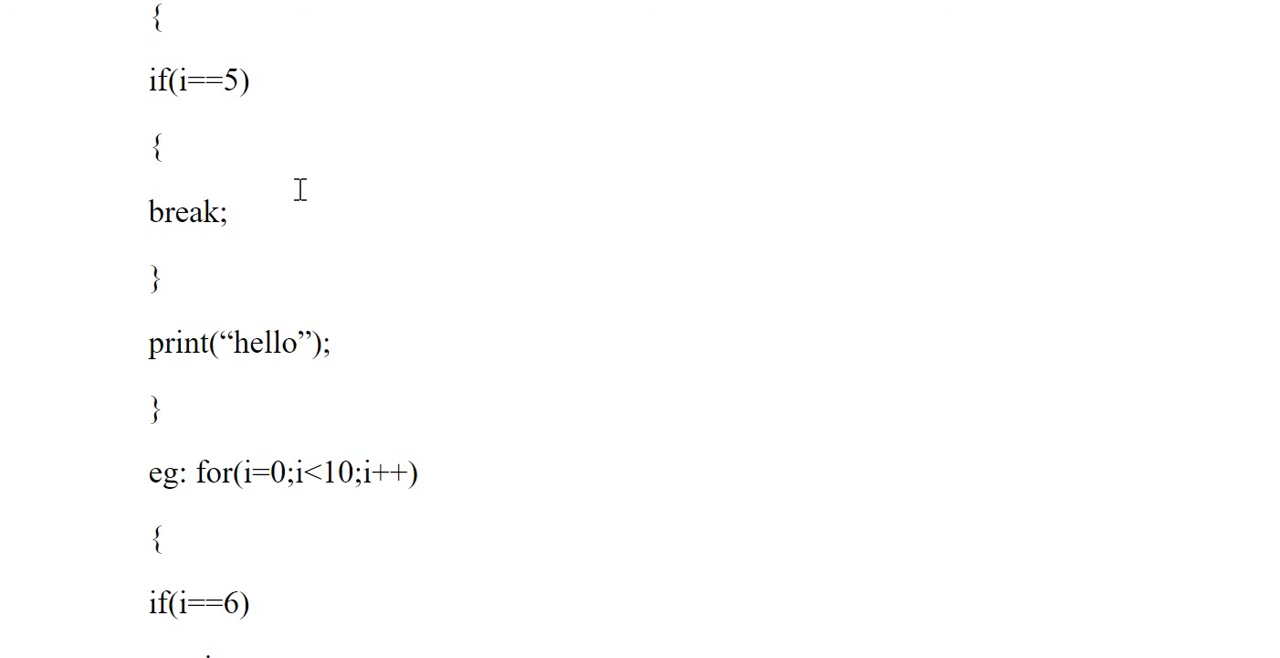 {
if(i==5)
{
break;
}
print(“hello”);
}
eg: for(i=0;i<10;i++)
{
if(i==6)